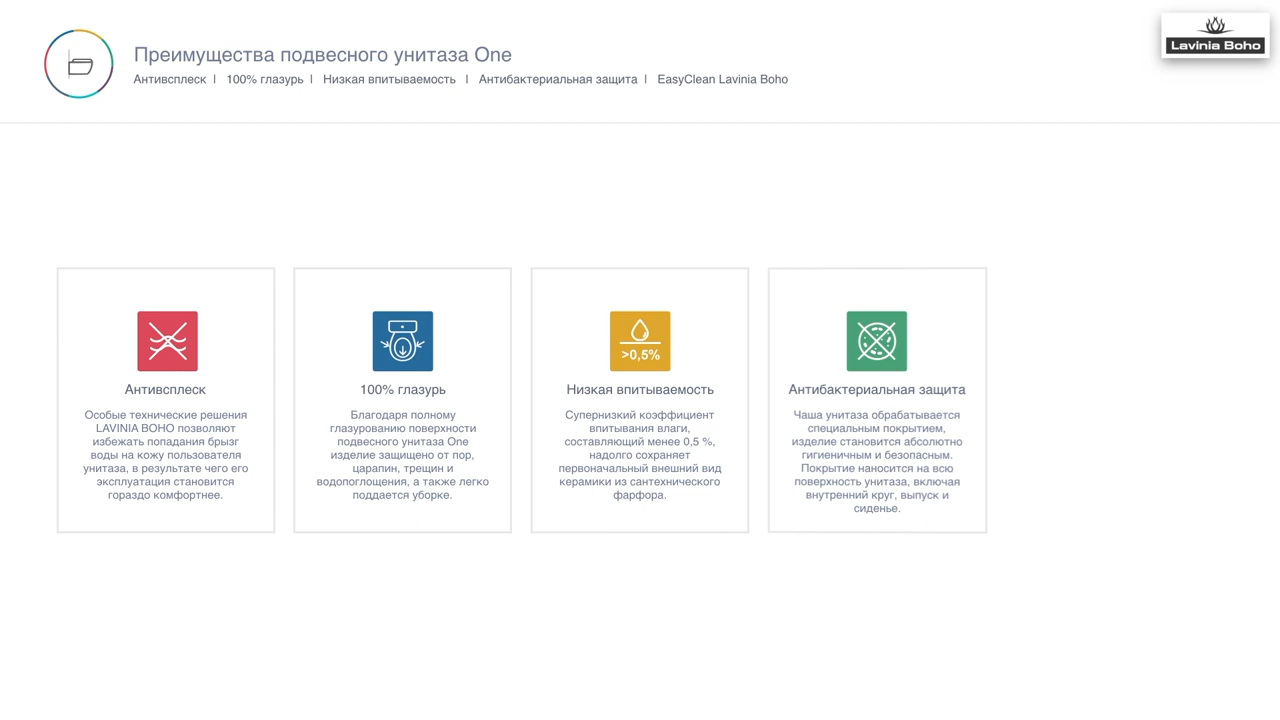 Преимущества подвесного унитаза One
Антивсплеск | 100% глазурь | Низкая впитываемость | Антибактериальная защита | EasyClean Lavinia Boho
Lavinia Boho
Антивсплеск
Особые технические решения
LAVINIA BOHO позволяют
избежать попадания брызг
воды на кожу пользователя
унитаза, в результате чего его
эксплуатация становится
гораздо комфортнее.
100% глазурь
Благодаря полному
глазурованию поверхности
подвесного унитаза One
изделие защищено от пор,
царапин, трещин и
водопоглощения, а также легко
поддается уборке.
>0,5%
Низкая впитываемость
Супернизкий коэффициент
впитывания влаги,
составляющий менее 0,5 %,
надолго сохраняет
первоначальный внешний вид
керамики из сантехнического
фарфора.
Антибактериальная защита
Чаша унитаза обрабатывается
специальным покрытием,
изделие становится абсолютно
гигиеничным и безопасным.
Покрытие наносится на всю
поверхность унитаза, включая
внутренний круг, выпуск и
сиденье.